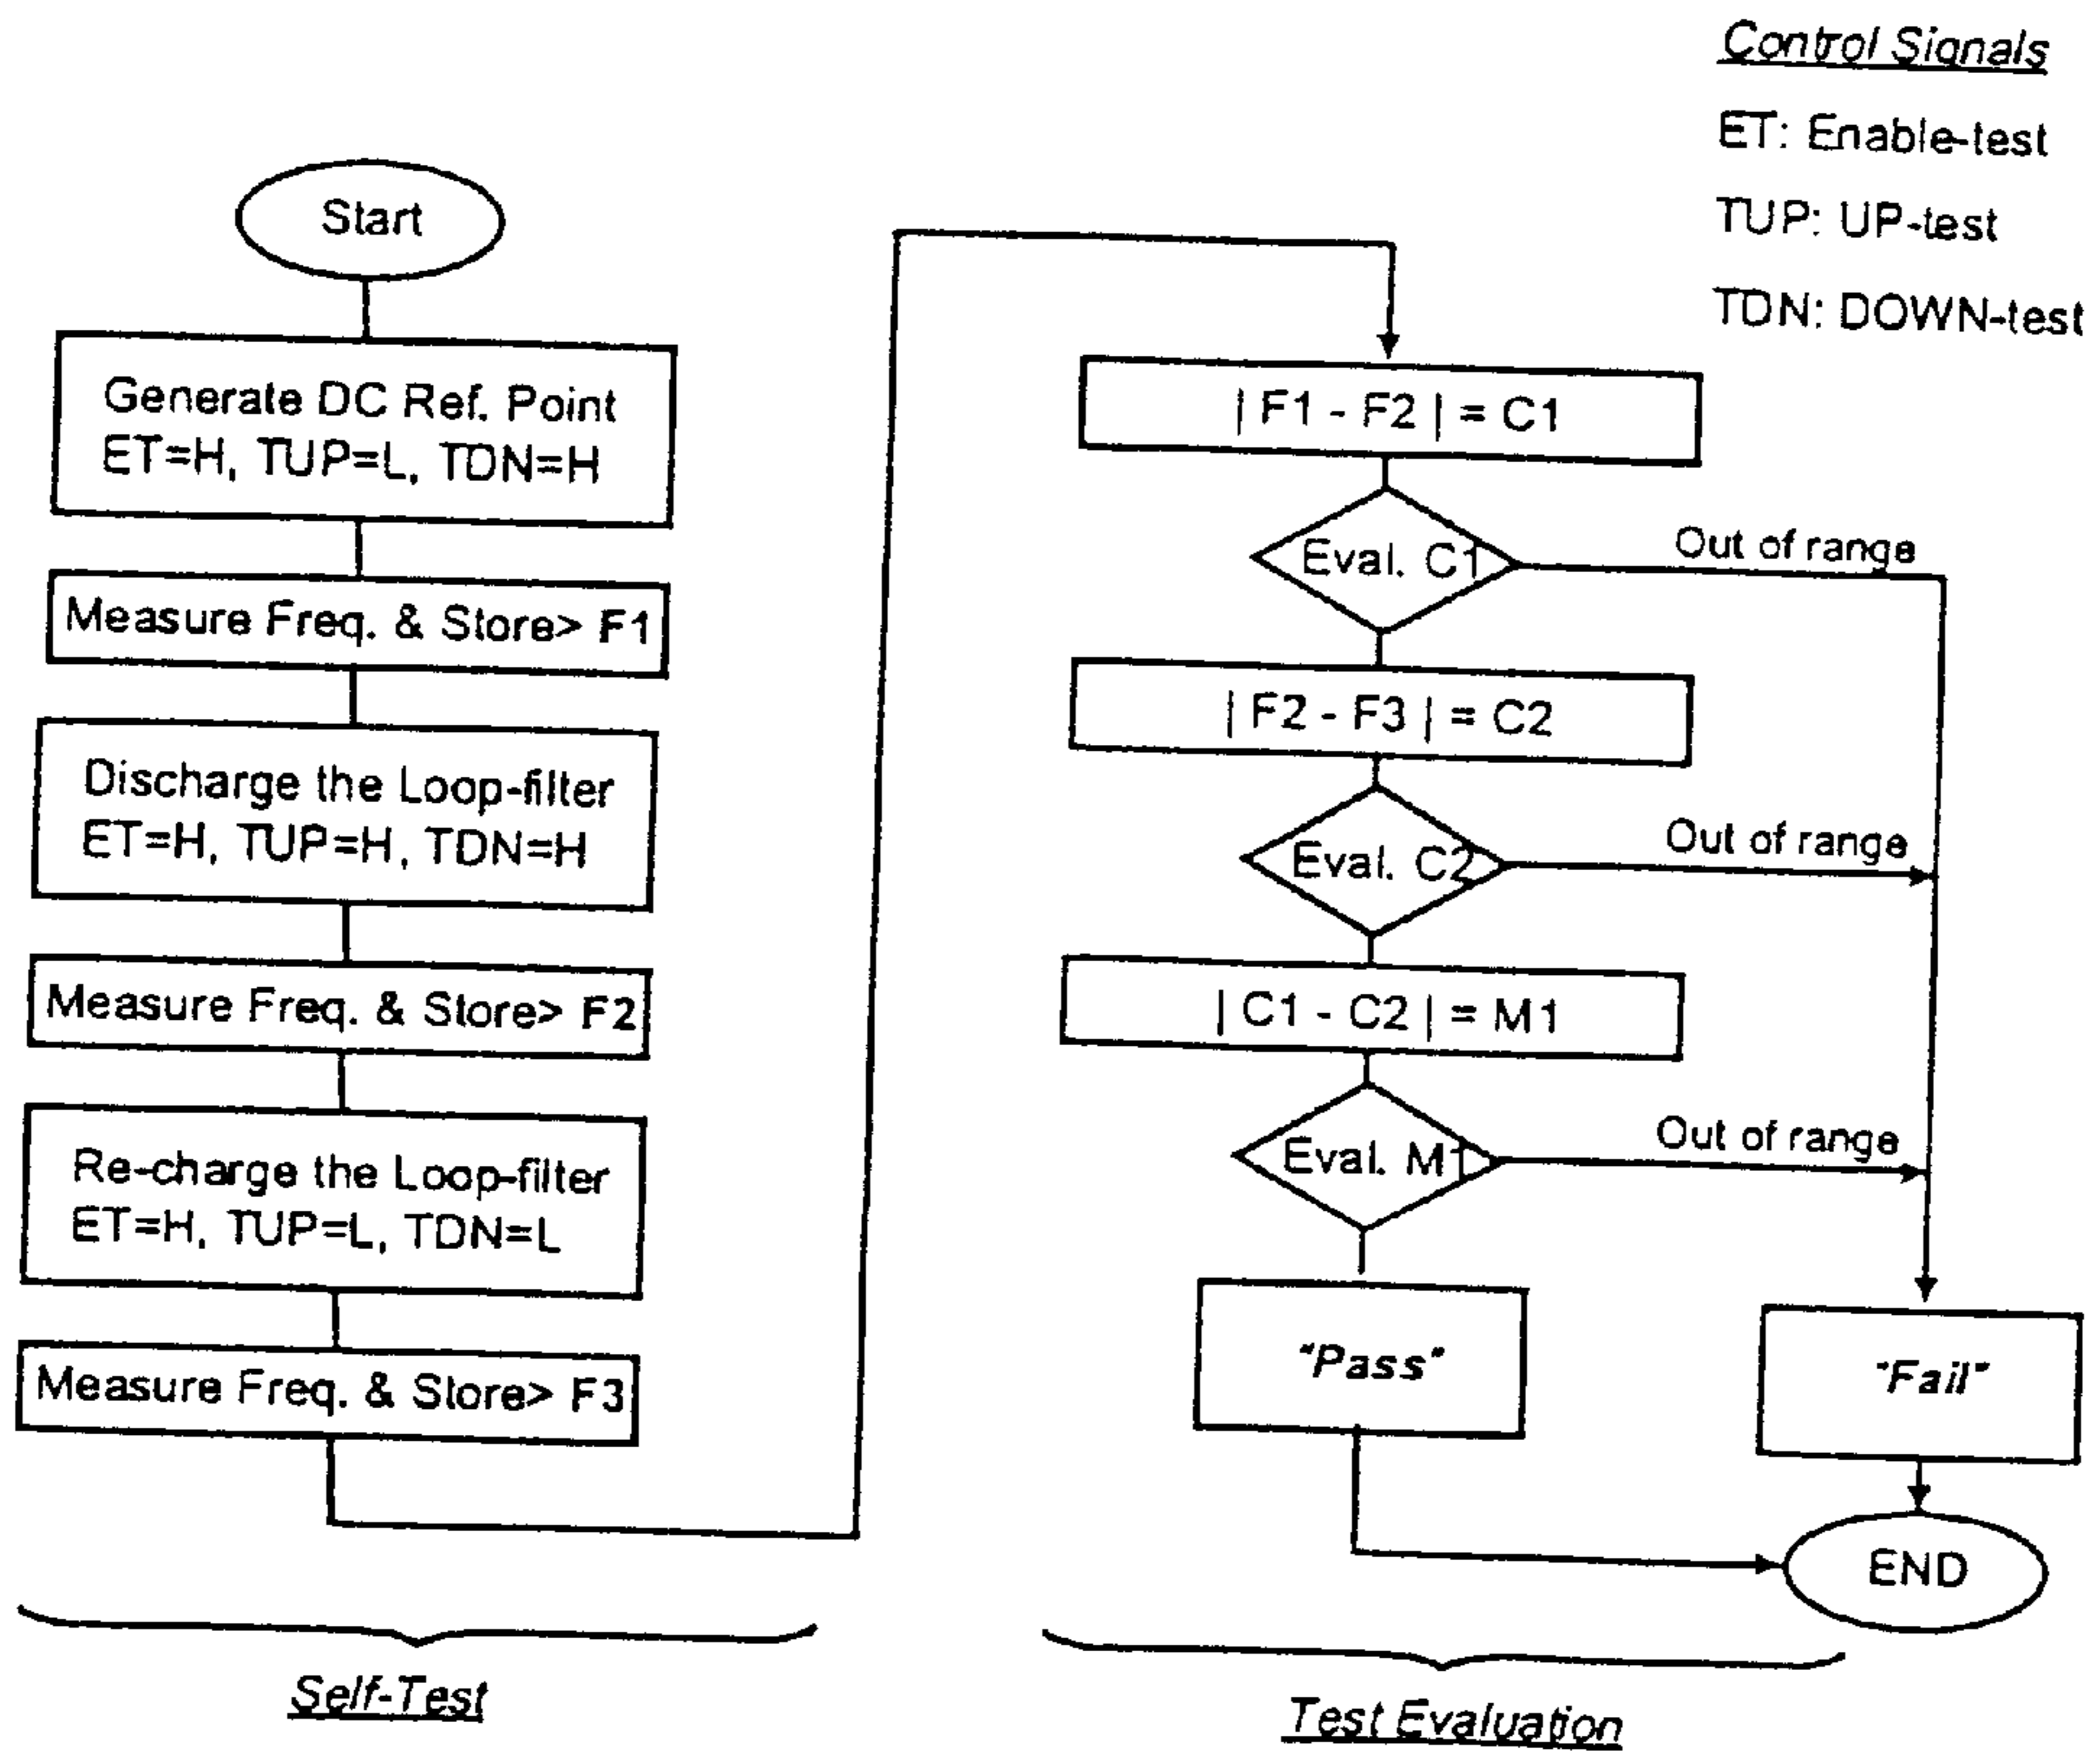 Control Signals
ET: Enable-test
TUP: UP-test
TDN: DOWN-test
Start
Generate DC Ref. Point
ET=H, TUP=L, TDN=H
Measure Freq. & Store> F1
Discharge the Loop-filter
ET=H, TUP=H, TDN=H
Measure Freq. & Store> F2
Re-charge the Loop-filter
ET=H, TUP=L, TDN=L
Measure Freq. & Store> F3
Self-Test
| F1 - F2 | = C1
Eval. C1
Out of range
| F2 - F3 | = C2
Eval. C2
Out of range
| C1 - C2 | = M1
Eval. M1
Out of range
"Pass"
"Fail"
END
Test Evaluation